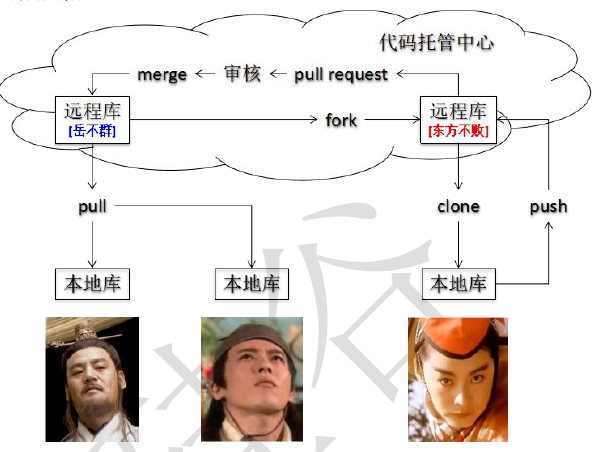 代码托管中心
merge
审核
pull request
远程库
[岳不群]
fork
远程库
[东方不败]
pull
clone
push
本地库
本地库
本地库